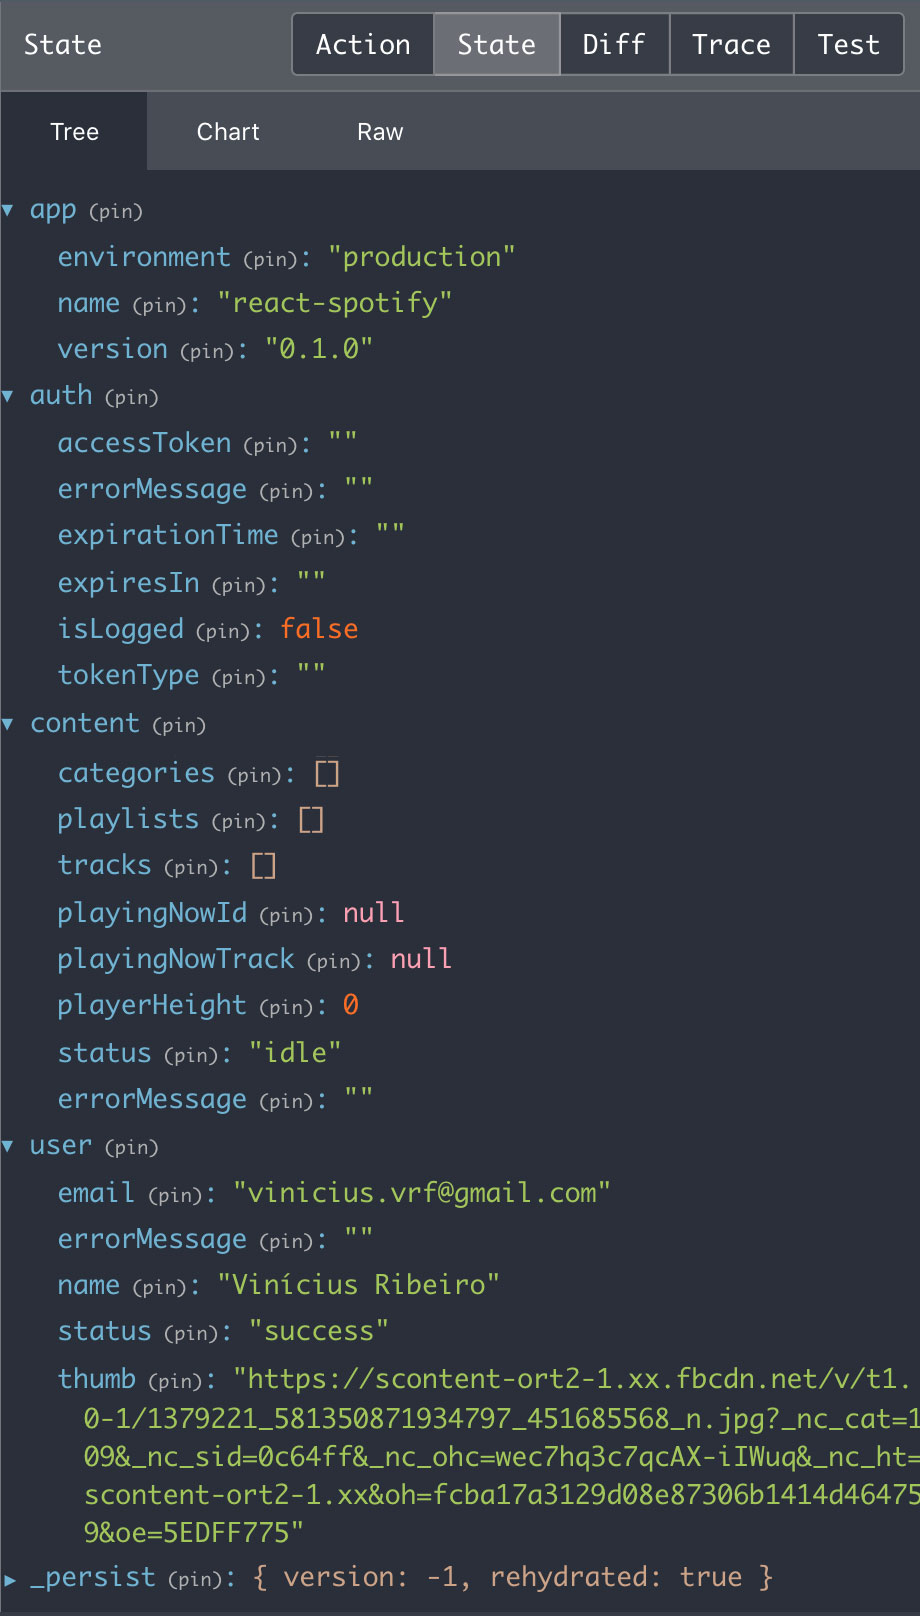 State Action State Diff Trace Test
Tree Chart Raw
▼ app (pin)
environment (pin): "production"
name (pin): "react-spotify"
version (pin): "0.1.0"
▼ auth (pin)
accessToken (pin): ""
errorMessage (pin): ""
expirationTime (pin): ""
expiresIn (pin): ""
isLogged (pin): false
tokenType (pin): ""
▼ content (pin)
categories (pin): []
playlists (pin): []
tracks (pin): []
playingNowId (pin): null
playingNowTrack (pin): null
playerHeight (pin): 0
status (pin): "idle"
errorMessage (pin): ""
▼ user (pin)
email (pin): "vinicius.vrf@gmail.com"
errorMessage (pin): ""
name (pin): "Vinícius Ribeiro"
status (pin): "success"
thumb (pin): "https://scontent-ort2-1.xx.fbcdn.net/v/t1.
0-1/1379221_581350871934797_451685568_n.jpg?_nc_cat=1
09&_nc_sid=0c64ff&_nc_ohc=wec7hq3c7qcAX-iIWuq&_nc_ht=
scontent-ort2-1.xx&oh=fcba17a3129d08e87306b1414d46475
9&oe=5EDFF775"
▶ _persist (pin): { version: -1, rehydrated: true }